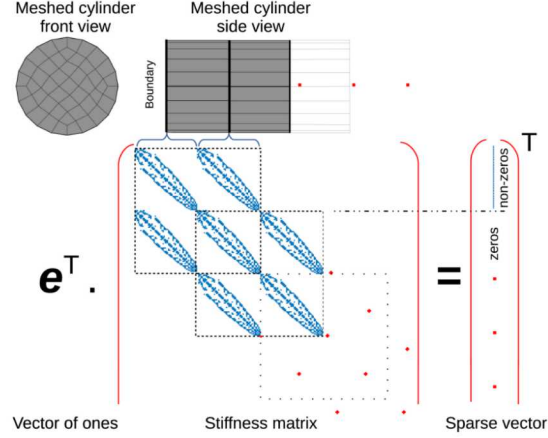 Meshed cylinder
front view
Meshed cylinder
side view
Boundary
T
non-zeros
zeros
e^T .
=
Vector of ones
Stiffness matrix
Sparse vector